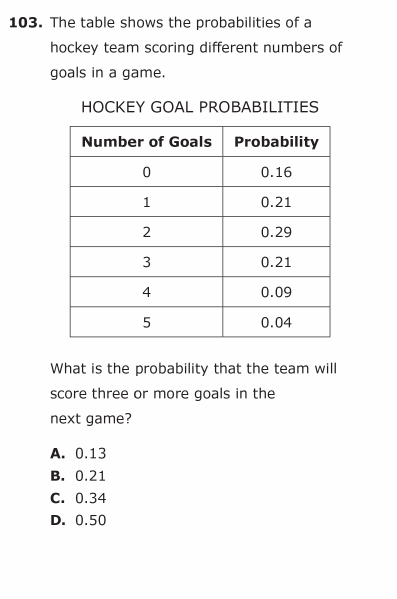 103. The table shows the probabilities of a
hockey team scoring different numbers of
goals in a game.
HOCKEY GOAL PROBABILITIES
Number of Goals Probability
0 0.16
1 0.21
2 0.29
3 0.21
4 0.09
5 0.04
What is the probability that the team will
score three or more goals in the
next game?
A. 0.13
B. 0.21
C. 0.34
D. 0.50